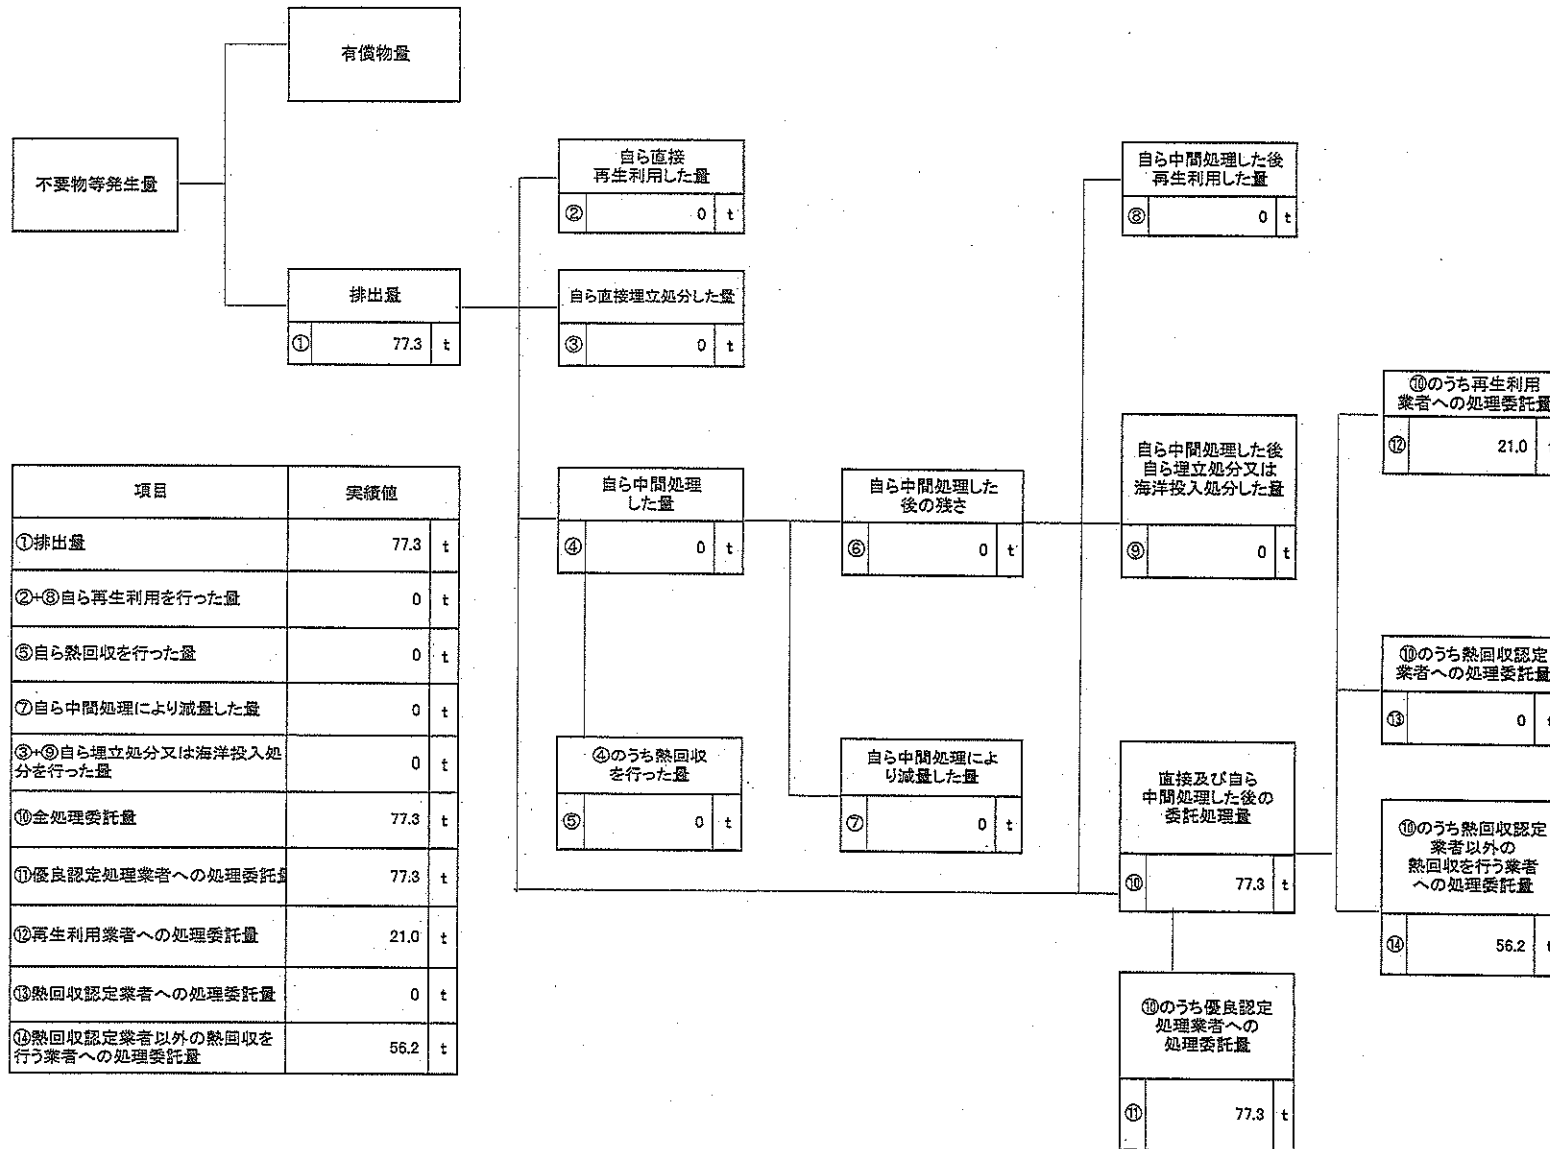 有償物量
不要物等発生量
排出量
① 77.3 t
自ら直接
再生利用した量
② 0 t
自ら直接埋立処分した量
③ 0 t
自ら中間処理
した量
④ 0 t
④のうち熱回収
を行った量
⑤ 0 t
自ら中間処理した
後の残さ
⑥ 0 t
自ら中間処理によ
り減量した量
⑦ 0 t
自ら中間処理した後
再生利用した量
⑧ 0 t
自ら中間処理した後
自ら埋立処分又は
海洋投入処分した量
⑨ 0 t
直接及び自ら
中間処理した後の
委託処理量
⑩ 77.3 t
⑩のうち優良認定
処理業者への
処理委託量
⑪ 77.3 t
⑩のうち再生利用
業者への処理委託量
⑫ 21.0 t
⑩のうち熱回収認定
業者への処理委託量
⑬ 0 t
⑩のうち熱回収認定
業者以外の
熱回収を行う業者
への処理委託量
⑭ 56.2 t
項目 実績値
①排出量 77.3 t
②+⑧自ら再生利用を行った量 0 t
⑤自ら熱回収を行った量 0 t
⑦自ら中間処理により減量した量 0 t
③+⑨自ら埋立処分又は海洋投入処
分を行った量 0 t
⑩全処理委託量 77.3 t
⑪優良認定処理業者への処理委託量 77.3 t
⑫再生利用業者への処理委託量 21.0 t
⑬熱回収認定業者への処理委託量 0 t
⑭熱回収認定業者以外の熱回収を
行う業者への処理委託量 56.2 t